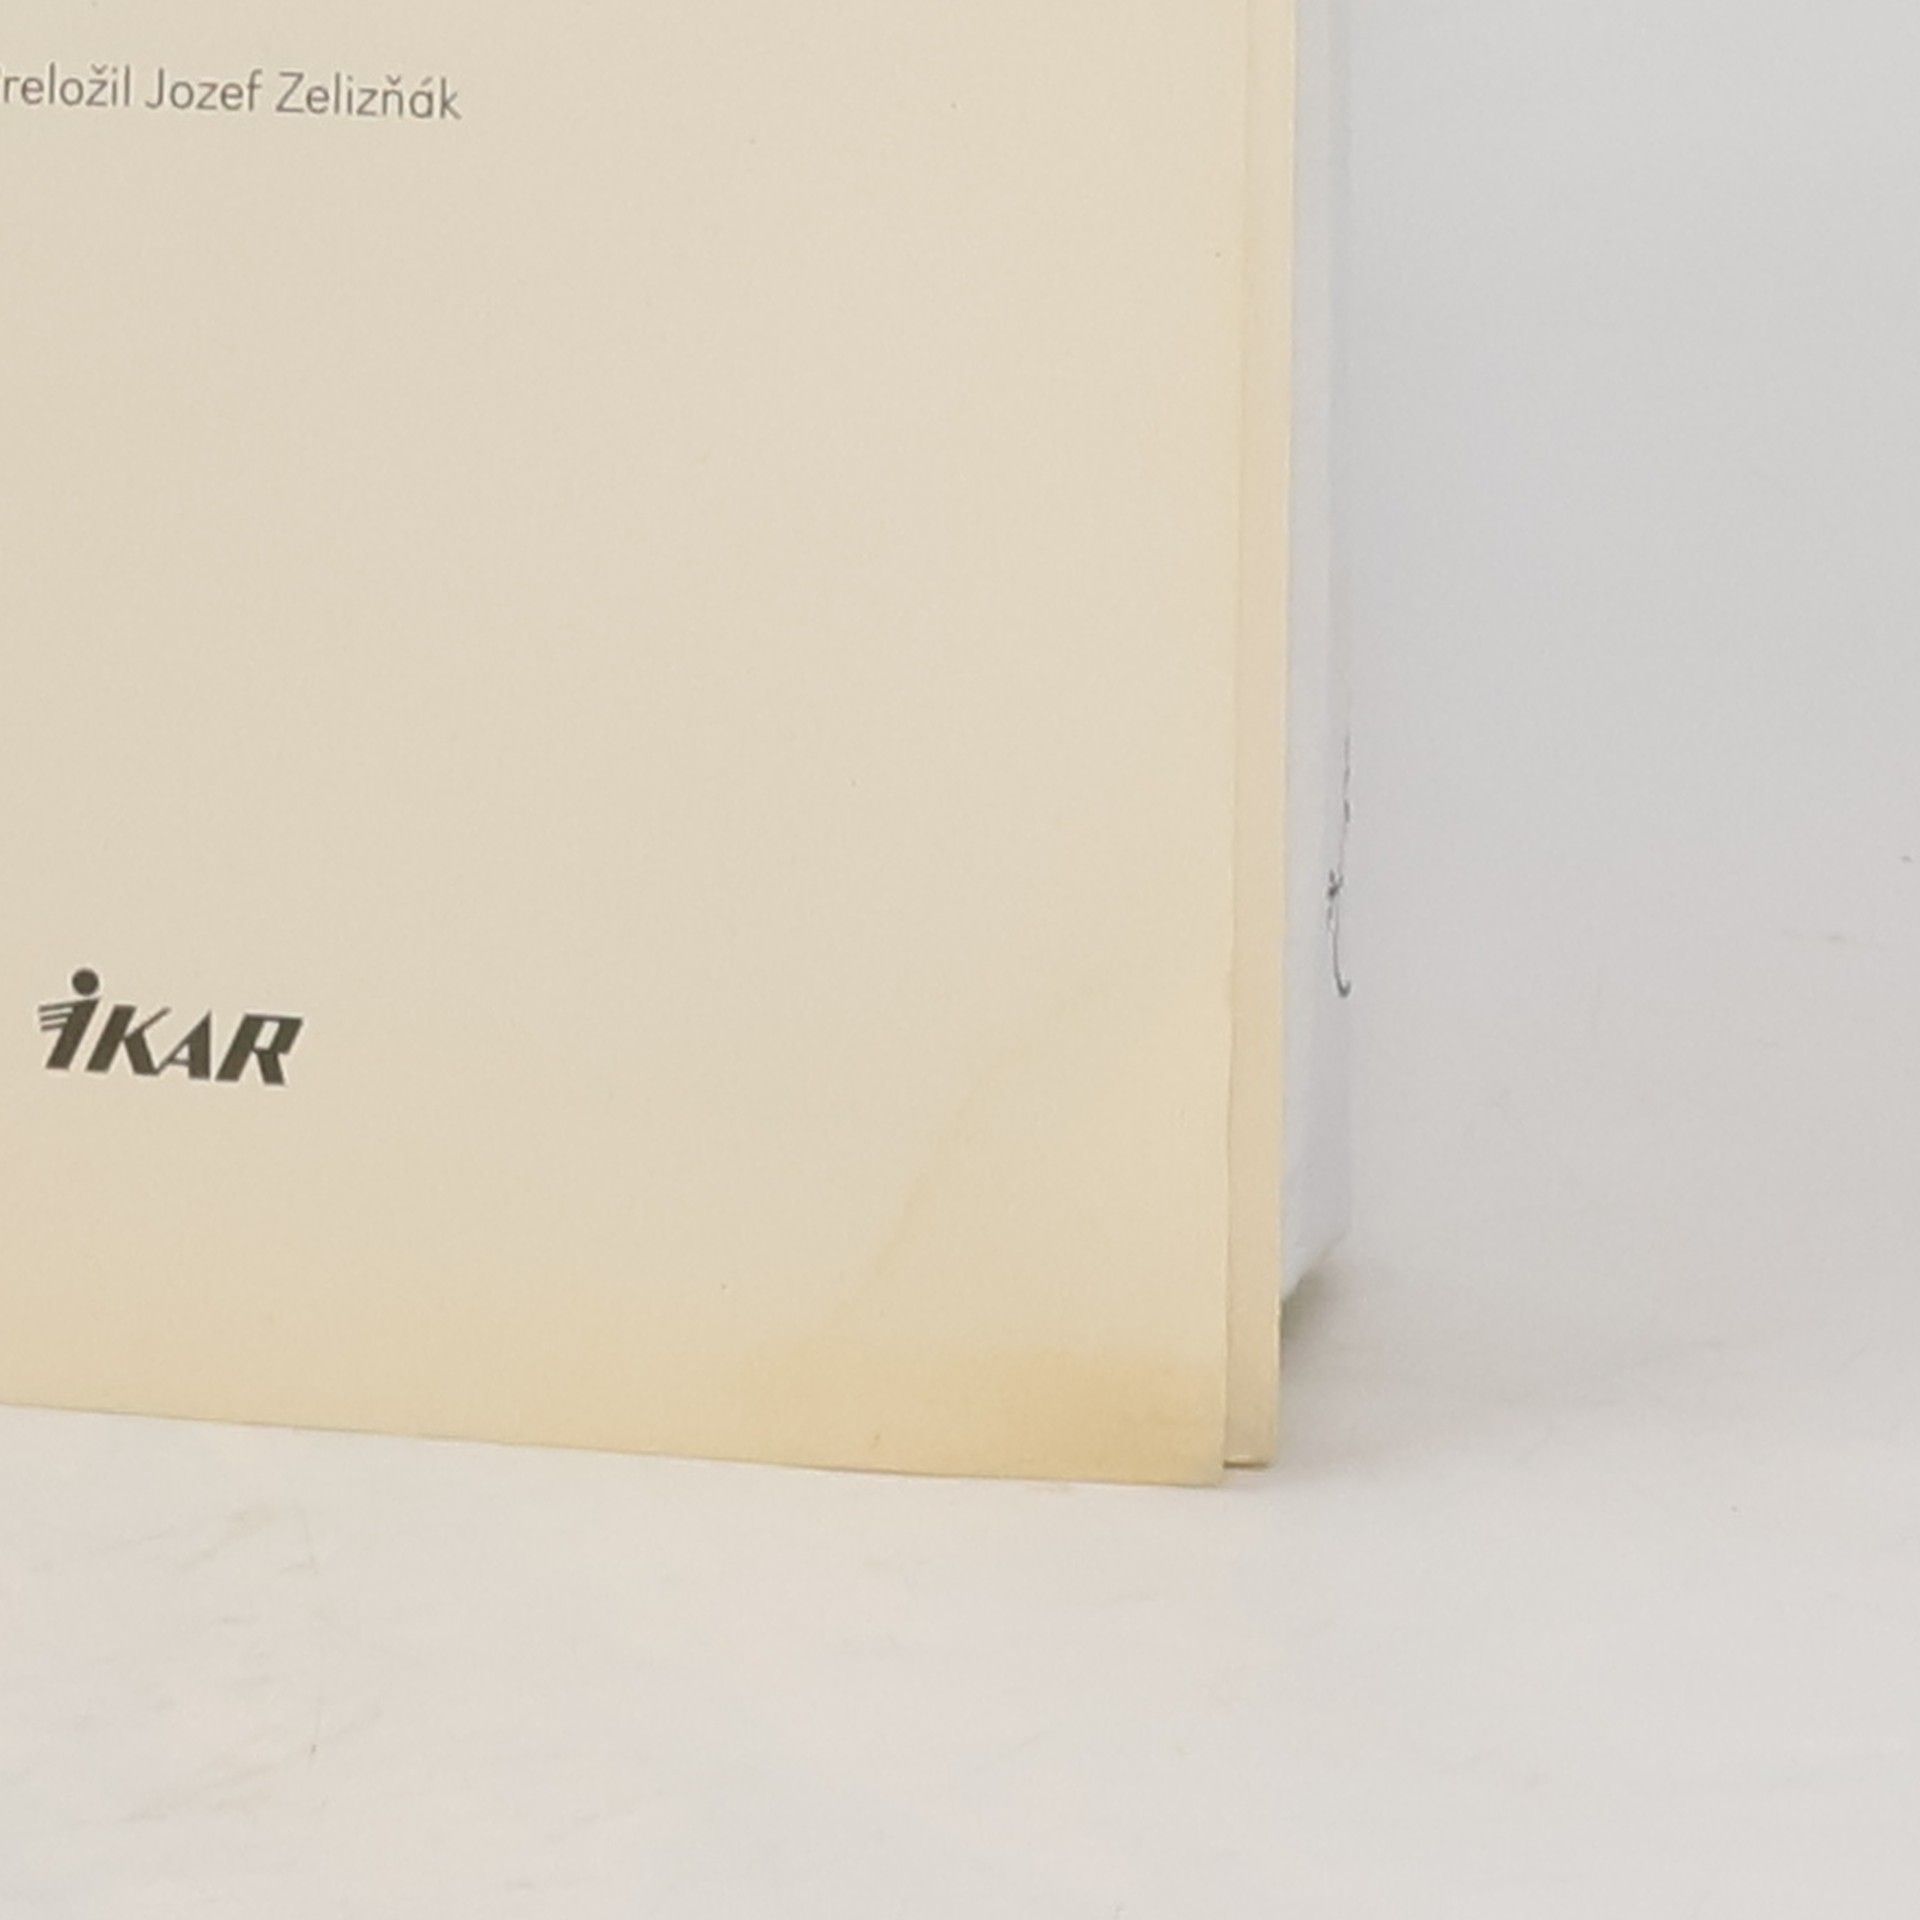 reložil Jozef Zelizňák
iKAR